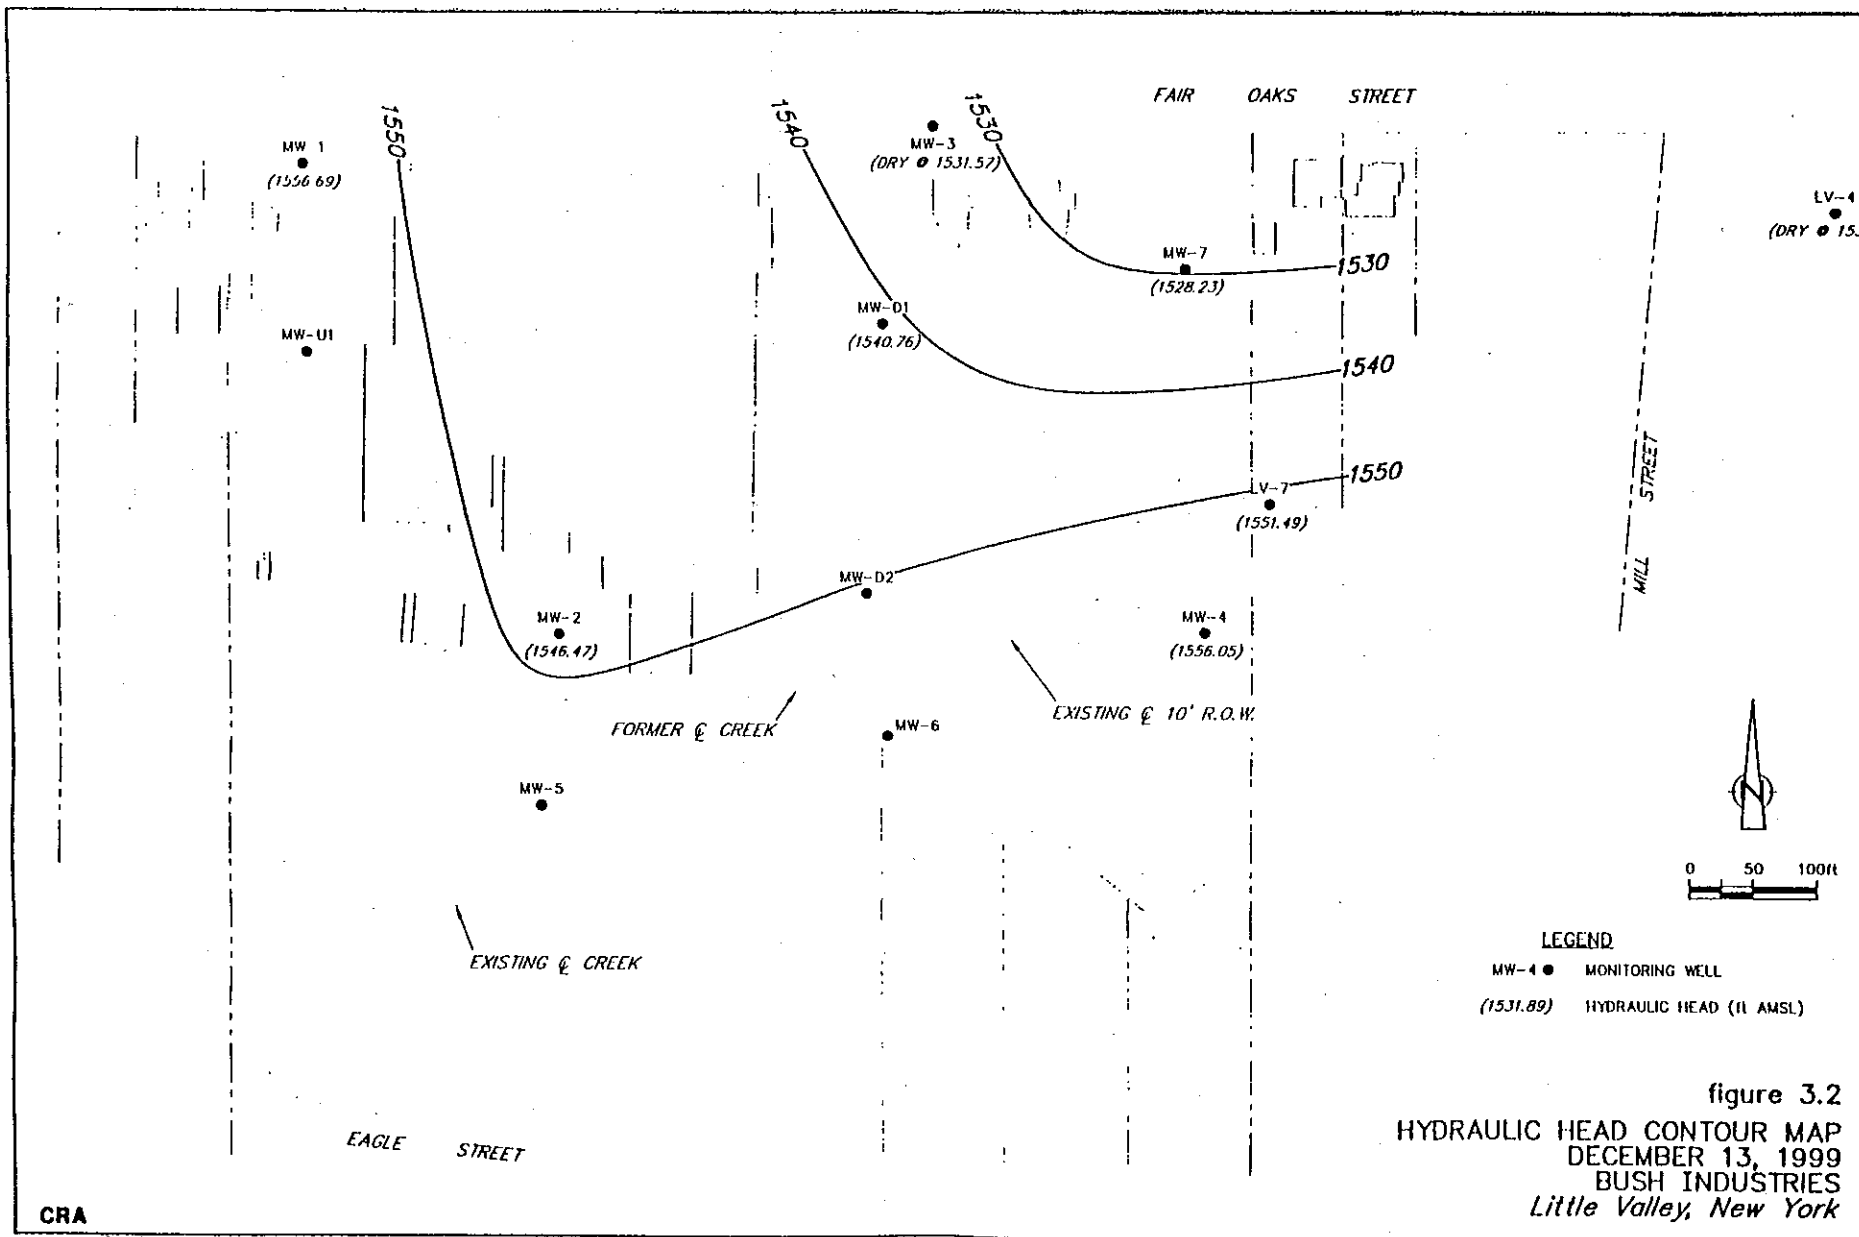 FAIR OAKS STREET
1550
1540
1530
MW 1
(1556 69)
MW-3
(DRY @ 1531.57)
LV-4
(DRY @ 153
MW-7
(1528.23)
1530
MW-U1
MW-D1
(1540.76)
1540
1550
LV-7
(1551.49)
MILL STREET
MW-D2
MW-2
(1546.47)
MW-4
(1556.05)
FORMER ℄ CREEK
EXISTING ℄ 10' R.O.W.
MW-6
MW-5
EXISTING ℄ CREEK
N
0 50 100ft
LEGEND
MW-4 ● MONITORING WELL
(1531.89) HYDRAULIC HEAD (ft AMSL)
EAGLE STREET
figure 3.2
HYDRAULIC HEAD CONTOUR MAP
DECEMBER 13, 1999
BUSH INDUSTRIES
Little Valley, New York
CRA